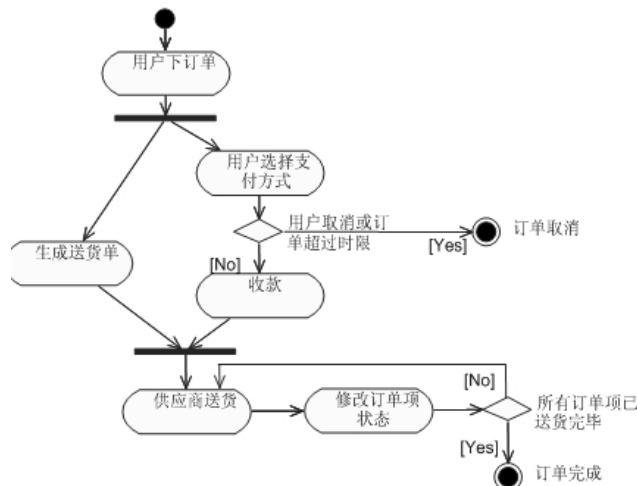 用户下订单
用户选择支
付方式
用户取消或订
单超过时限
[Yes]
订单取消
生成送货单
[No]
收款
[No]
供应商送货
修改订单项
状态
所有订单项已
送货完毕
[Yes]
订单完成